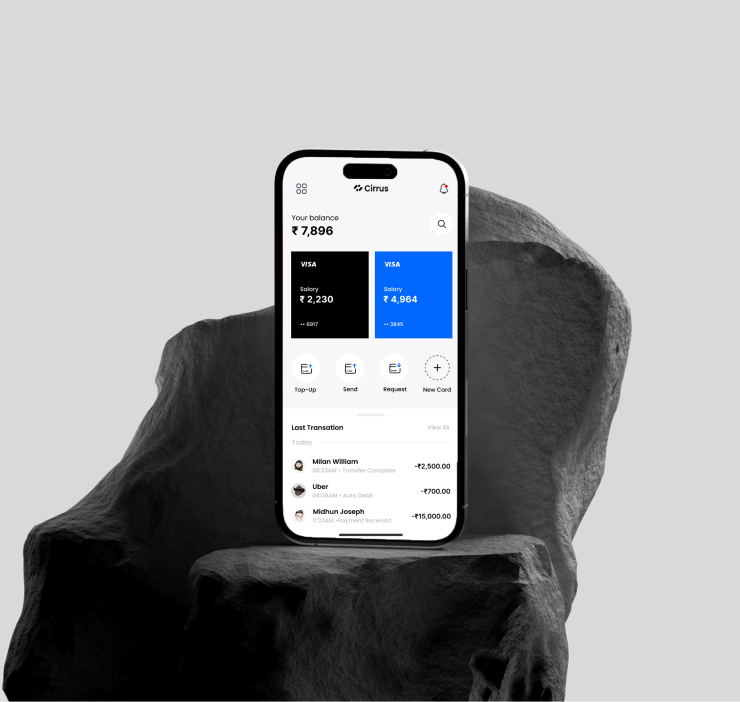 Cirrus
Your balance
₹ 7,896
VISA
Salary
₹ 2,230
•• 6917
VISA
Salary
₹ 4,964
•• 3845
Top-Up
Send
Request
New Card
Last Transation
View All
Today
Milan William
08:23AM • Transfer Complete
-₹2,500.00
Uber
04:09AM • Auto Debit
-₹700.00
Midhun Joseph
11:23AM •Payment Received
-₹15,000.00